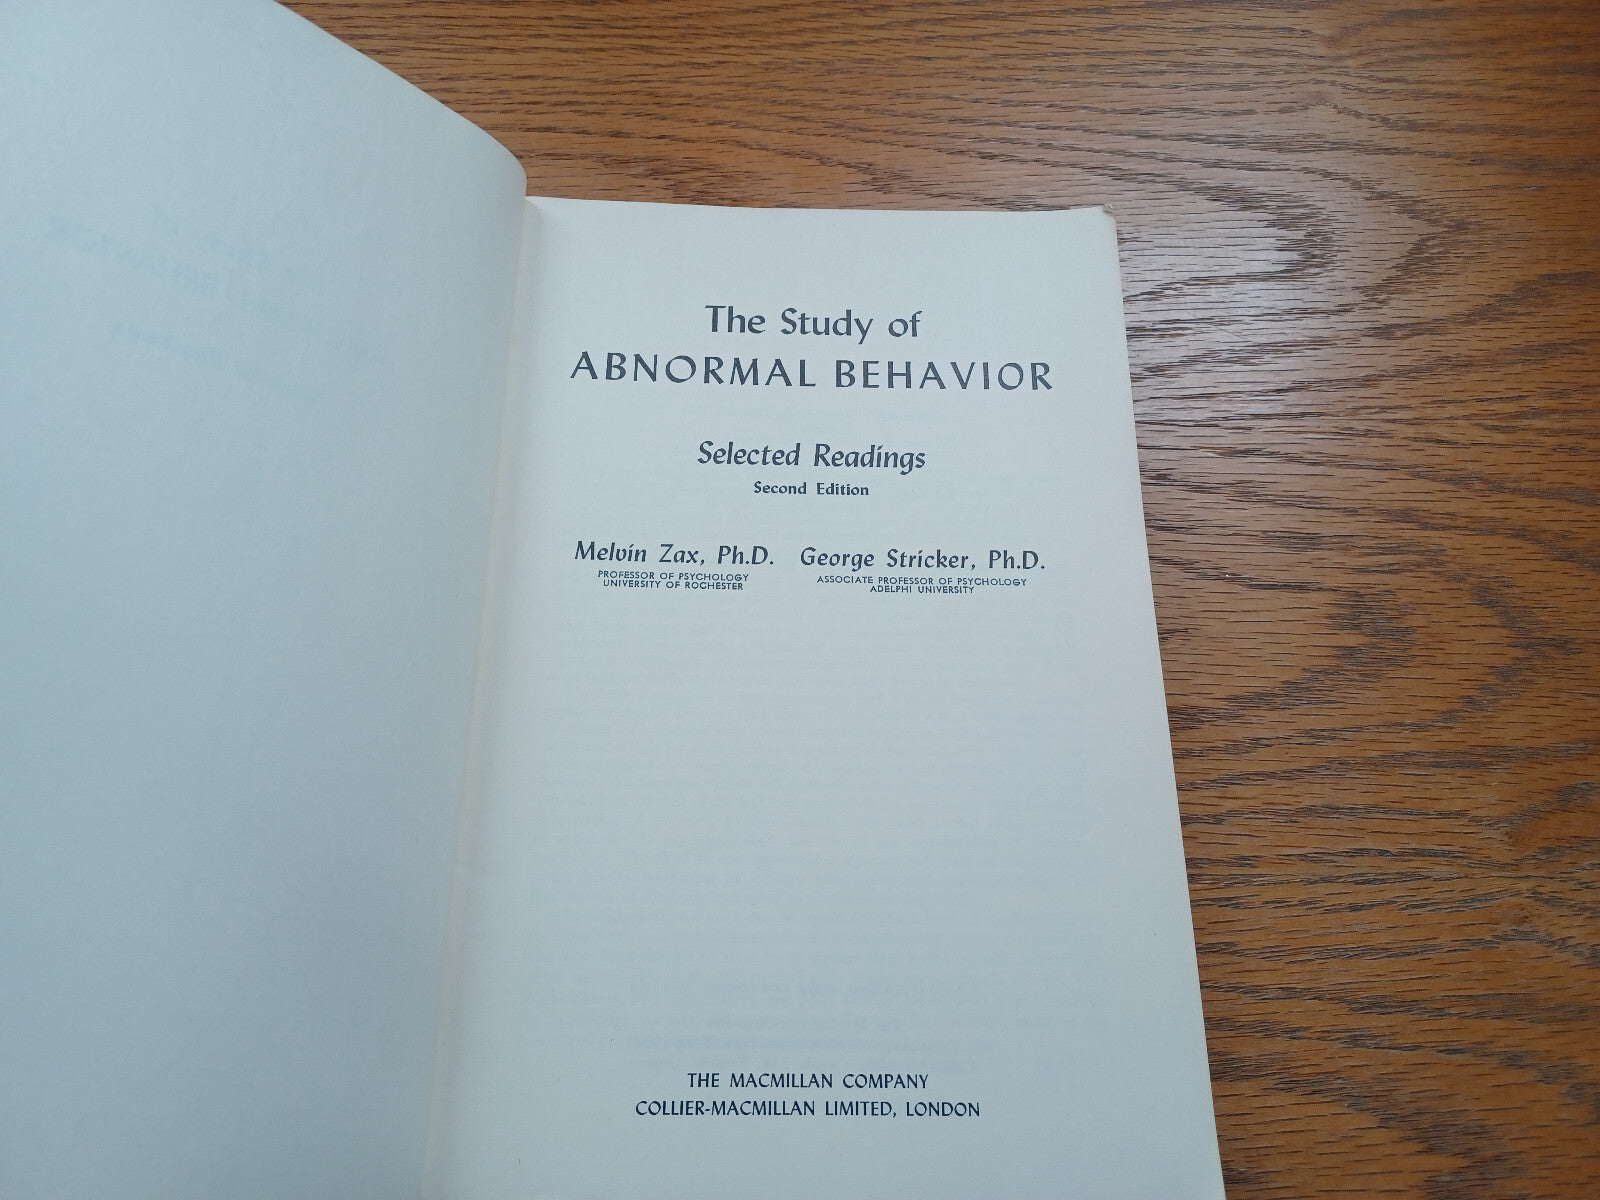 The Study of
ABNORMAL BEHAVIOR
Selected Readings
Second Edition
Melvin Zax, Ph.D.
PROFESSOR OF PSYCHOLOGY
UNIVERSITY OF ROCHESTER
George Stricker, Ph.D.
ASSOCIATE PROFESSOR OF PSYCHOLOGY
ADELPHI UNIVERSITY
THE MACMILLAN COMPANY
COLLIER-MACMILLAN LIMITED, LONDON